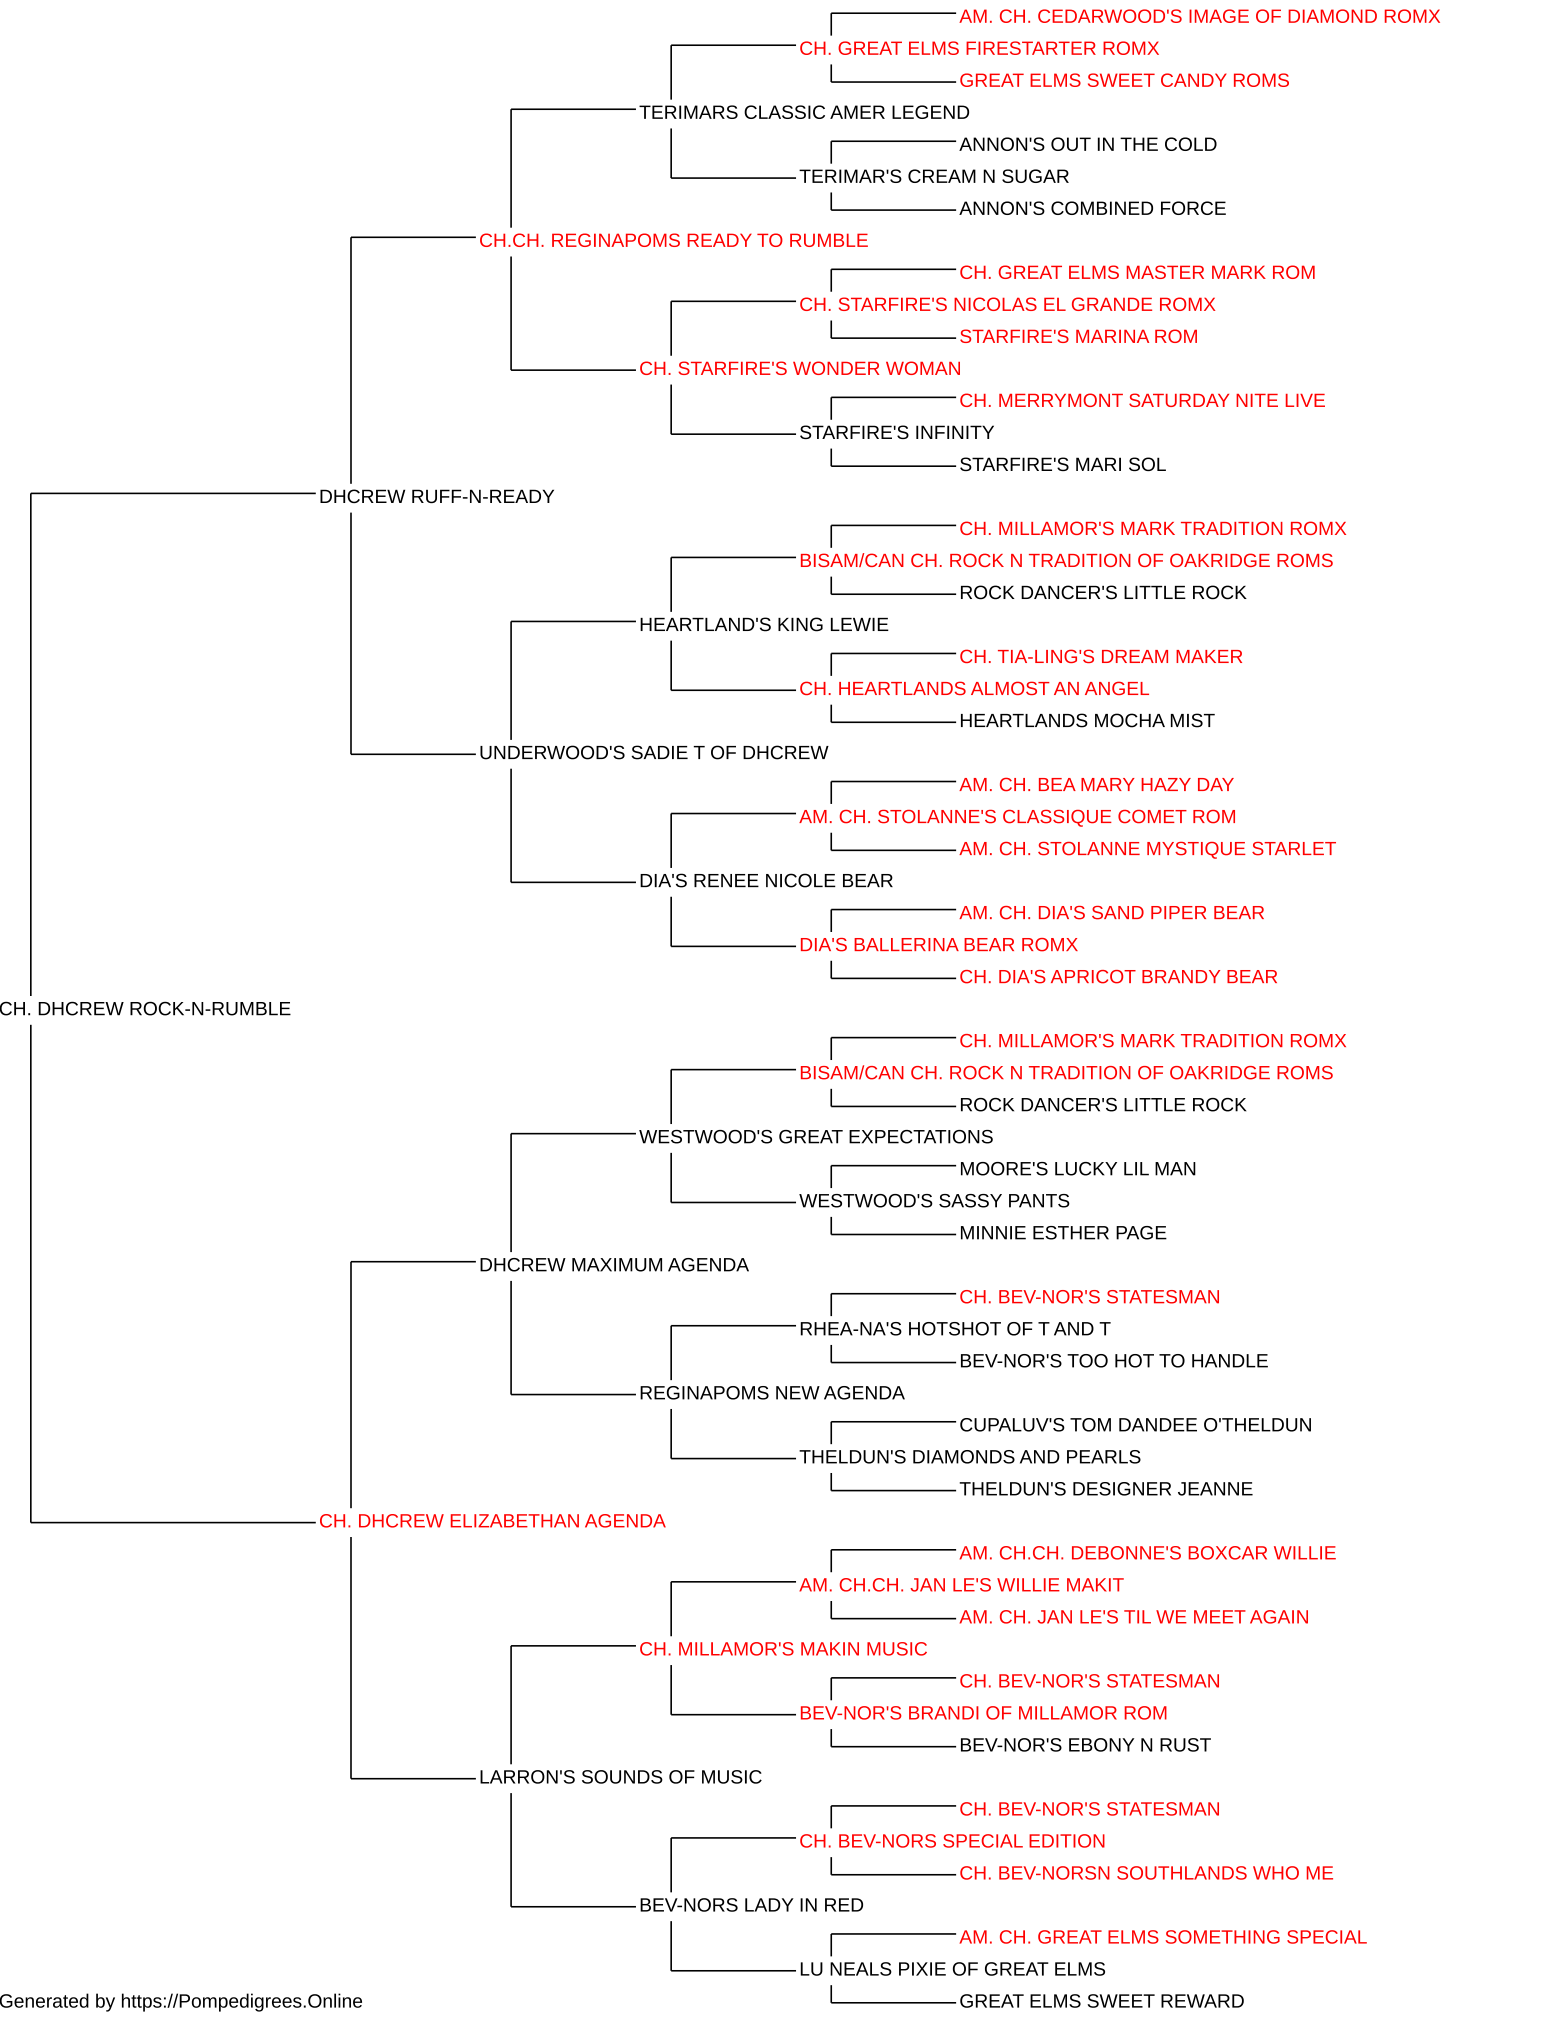 AM. CH. CEDARWOOD'S IMAGE OF DIAMOND ROMX
CH. GREAT ELMS FIRESTARTER ROMX
GREAT ELMS SWEET CANDY ROMS
TERIMARS CLASSIC AMER LEGEND
ANNON'S OUT IN THE COLD
TERIMAR'S CREAM N SUGAR
ANNON'S COMBINED FORCE
CH.CH. REGINAPOMS READY TO RUMBLE
CH. GREAT ELMS MASTER MARK ROM
CH. STARFIRE'S NICOLAS EL GRANDE ROMX
STARFIRE'S MARINA ROM
CH. STARFIRE'S WONDER WOMAN
CH. MERRYMONT SATURDAY NITE LIVE
STARFIRE'S INFINITY
STARFIRE'S MARI SOL
DHCREW RUFF-N-READY
CH. MILLAMOR'S MARK TRADITION ROMX
BISAM/CAN CH. ROCK N TRADITION OF OAKRIDGE ROMS
ROCK DANCER'S LITTLE ROCK
HEARTLAND'S KING LEWIE
CH. TIA-LING'S DREAM MAKER
CH. HEARTLANDS ALMOST AN ANGEL
HEARTLANDS MOCHA MIST
UNDERWOOD'S SADIE T OF DHCREW
AM. CH. BEA MARY HAZY DAY
AM. CH. STOLANNE'S CLASSIQUE COMET ROM
AM. CH. STOLANNE MYSTIQUE STARLET
DIA'S RENEE NICOLE BEAR
AM. CH. DIA'S SAND PIPER BEAR
DIA'S BALLERINA BEAR ROMX
CH. DIA'S APRICOT BRANDY BEAR
CH. DHCREW ROCK-N-RUMBLE
CH. MILLAMOR'S MARK TRADITION ROMX
BISAM/CAN CH. ROCK N TRADITION OF OAKRIDGE ROMS
ROCK DANCER'S LITTLE ROCK
WESTWOOD'S GREAT EXPECTATIONS
MOORE'S LUCKY LIL MAN
WESTWOOD'S SASSY PANTS
MINNIE ESTHER PAGE
DHCREW MAXIMUM AGENDA
CH. BEV-NOR'S STATESMAN
RHEA-NA'S HOTSHOT OF T AND T
BEV-NOR'S TOO HOT TO HANDLE
REGINAPOMS NEW AGENDA
CUPALUV'S TOM DANDEE O'THELDUN
THELDUN'S DIAMONDS AND PEARLS
THELDUN'S DESIGNER JEANNE
CH. DHCREW ELIZABETHAN AGENDA
AM. CH.CH. DEBONNE'S BOXCAR WILLIE
AM. CH.CH. JAN LE'S WILLIE MAKIT
AM. CH. JAN LE'S TIL WE MEET AGAIN
CH. MILLAMOR'S MAKIN MUSIC
CH. BEV-NOR'S STATESMAN
BEV-NOR'S BRANDI OF MILLAMOR ROM
BEV-NOR'S EBONY N RUST
LARRON'S SOUNDS OF MUSIC
CH. BEV-NOR'S STATESMAN
CH. BEV-NORS SPECIAL EDITION
CH. BEV-NORSN SOUTHLANDS WHO ME
BEV-NORS LADY IN RED
AM. CH. GREAT ELMS SOMETHING SPECIAL
LU NEALS PIXIE OF GREAT ELMS
GREAT ELMS SWEET REWARD
Generated by https://Pompedigrees.Online